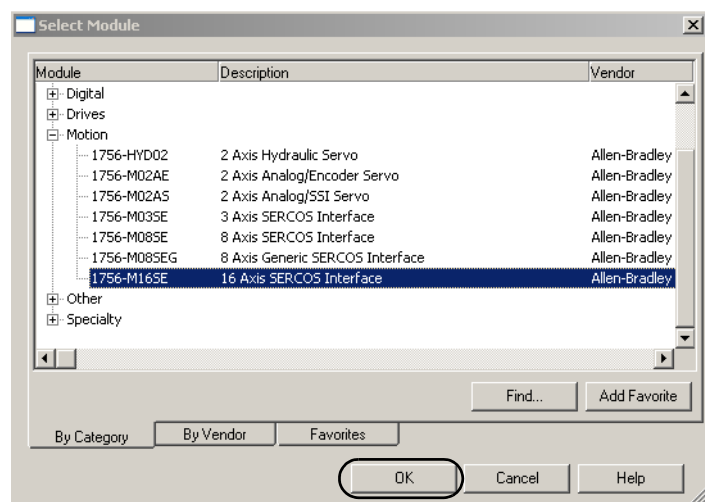 Select Module
Module Description Vendor
Digital
Drives
Motion
1756-HYD02 2 Axis Hydraulic Servo Allen-Bradley
1756-M02AE 2 Axis Analog/Encoder Servo Allen-Bradley
1756-M02AS 2 Axis Analog/SSI Servo Allen-Bradley
1756-M03SE 3 Axis SERCOS Interface Allen-Bradley
1756-M08SE 8 Axis SERCOS Interface Allen-Bradley
1756-M08SEG 8 Axis Generic SERCOS Interface Allen-Bradley
1756-M16SE 16 Axis SERCOS Interface Allen-Bradley
Other
Specialty
Find... Add Favorite
By Category By Vendor Favorites
OK Cancel Help